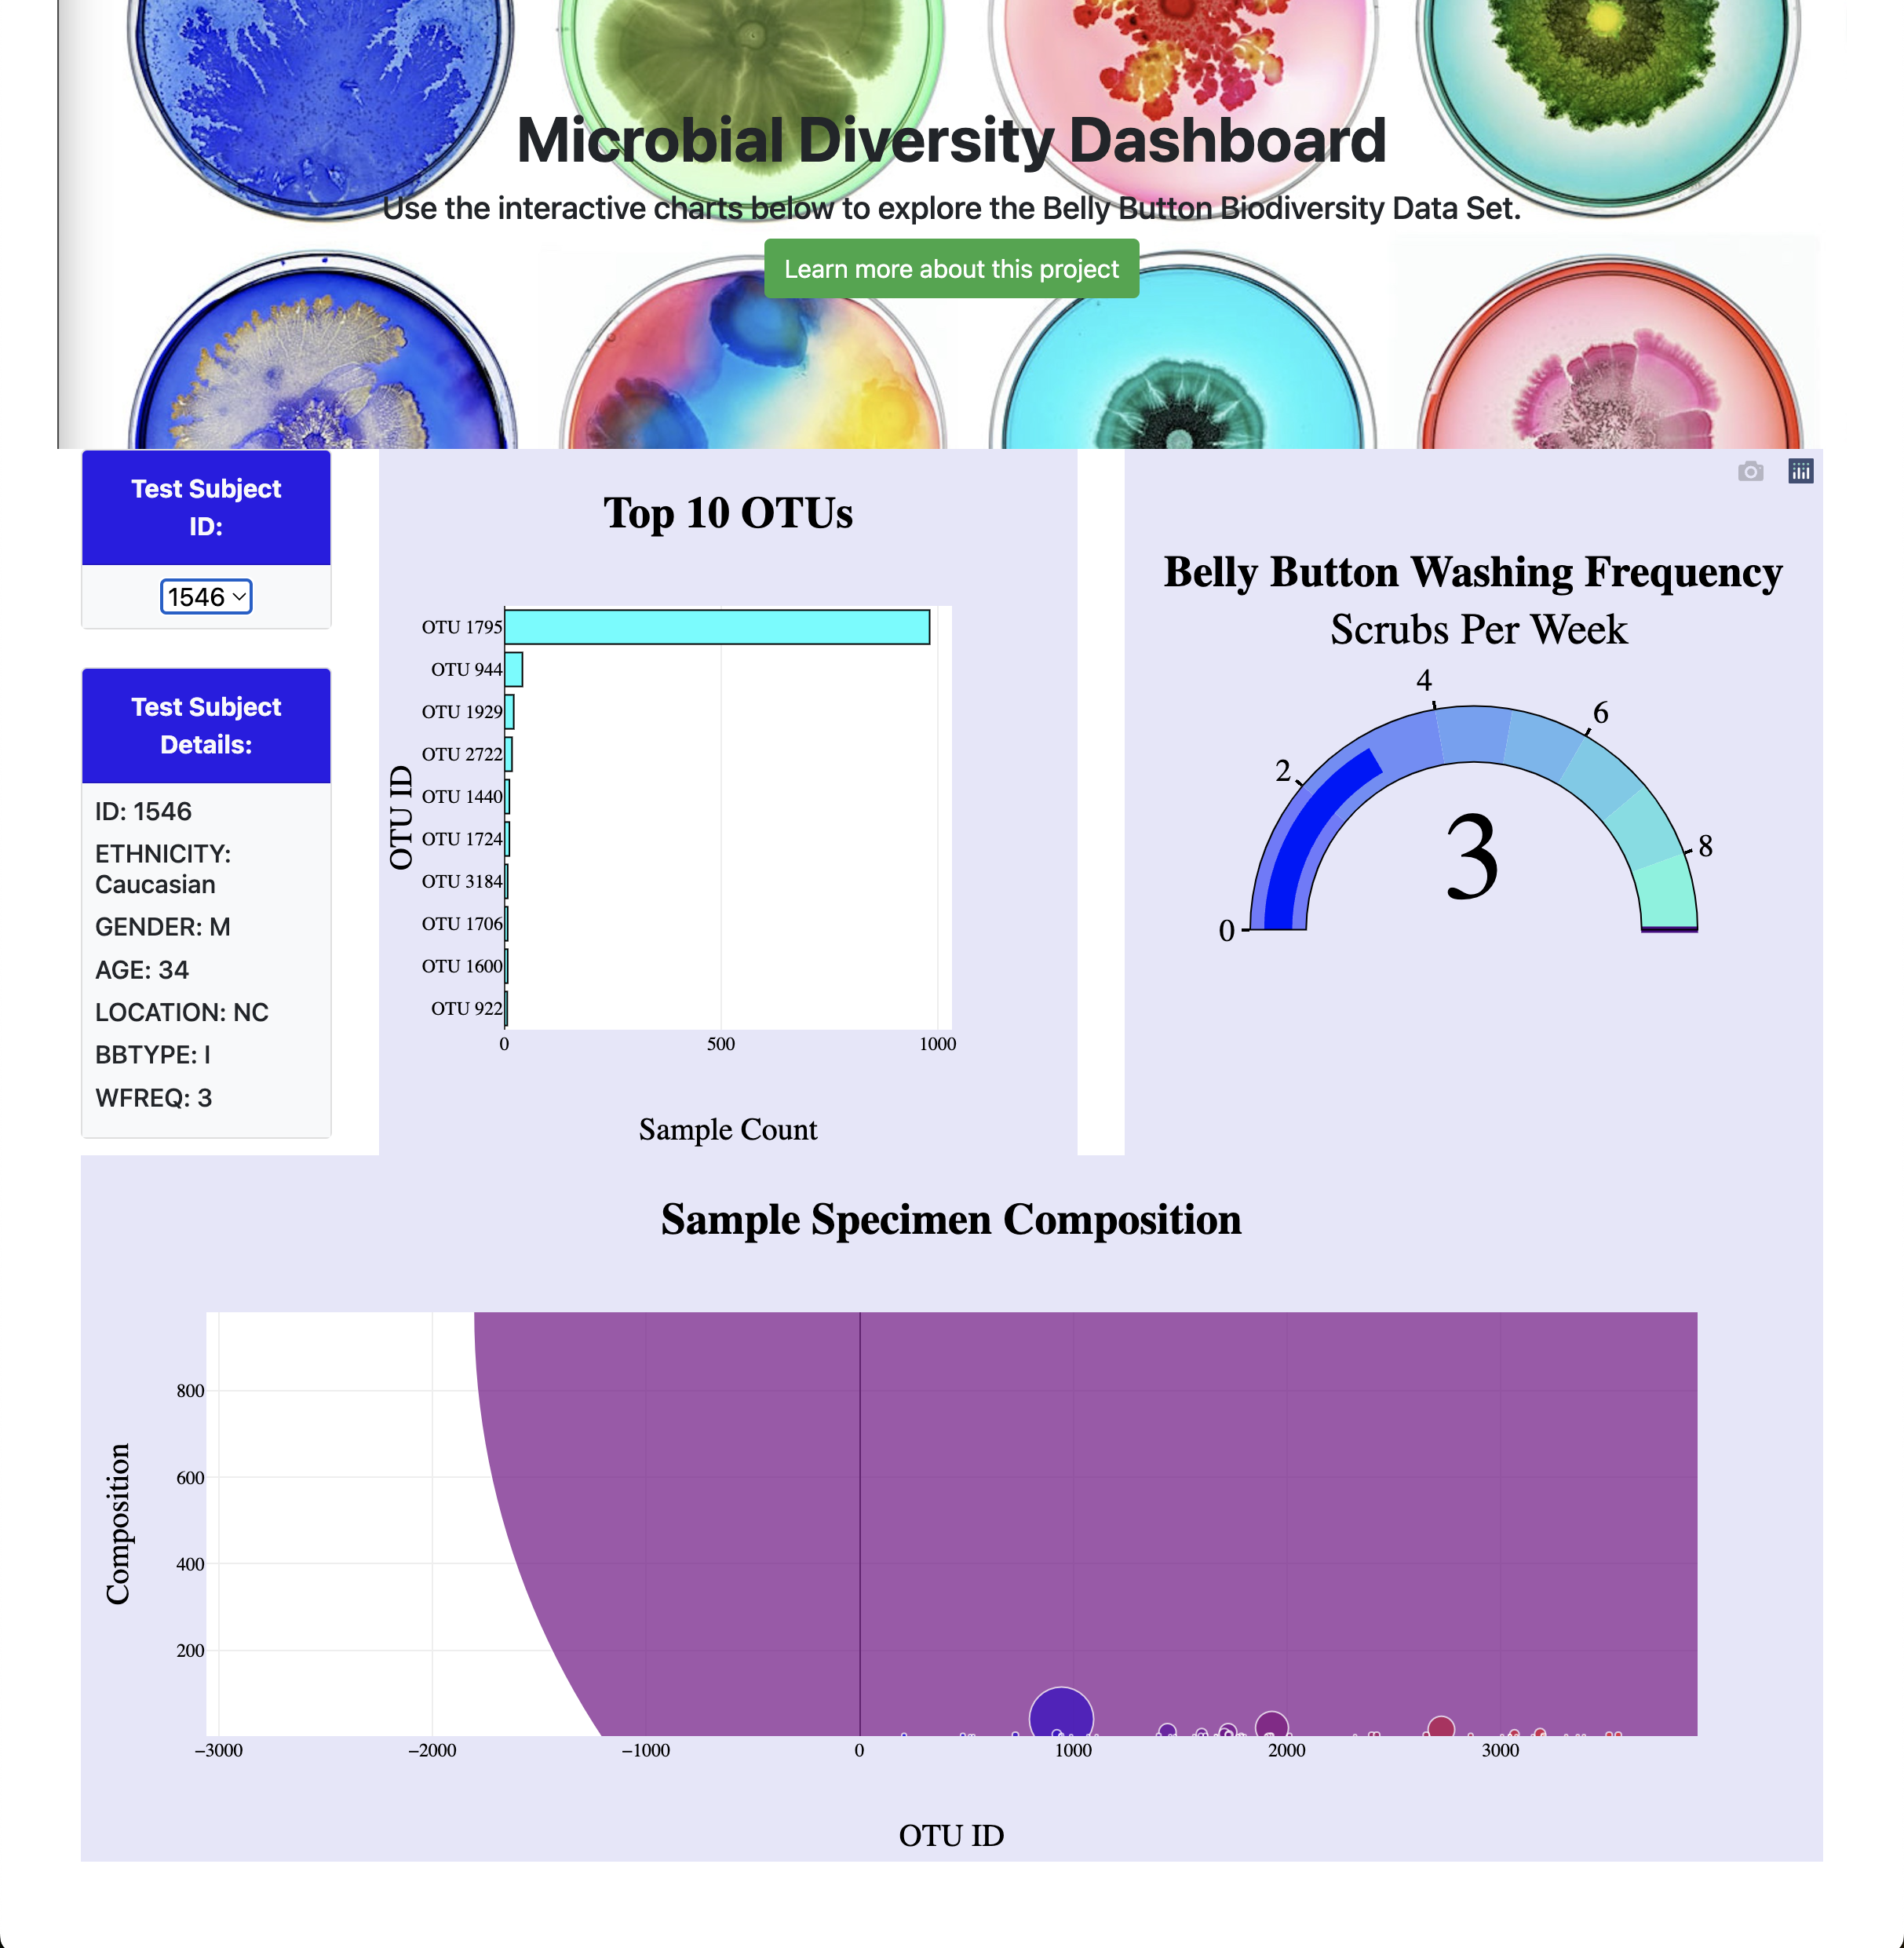 Microbial Diversity Dashboard
Use the interactive charts below to explore the Belly Button Biodiversity Data Set.
Learn more about this project
Test Subject
ID:
1546
Test Subject
Details:
ID: 1546
ETHNICITY:
Caucasian
GENDER: M
AGE: 34
LOCATION: NC
BBTYPE: I
WFREQ: 3
Top 10 OTUs
OTU ID
OTU 1795
OTU 944
OTU 1929
OTU 2722
OTU 1440
OTU 1724
OTU 3184
OTU 1706
OTU 1600
OTU 922
0 500 1000
Sample Count
Belly Button Washing Frequency
Scrubs Per Week
0
2
4
6
8
3
Sample Specimen Composition
Composition
800
600
400
200
−3000 −2000 −1000 0 1000 2000 3000
OTU ID